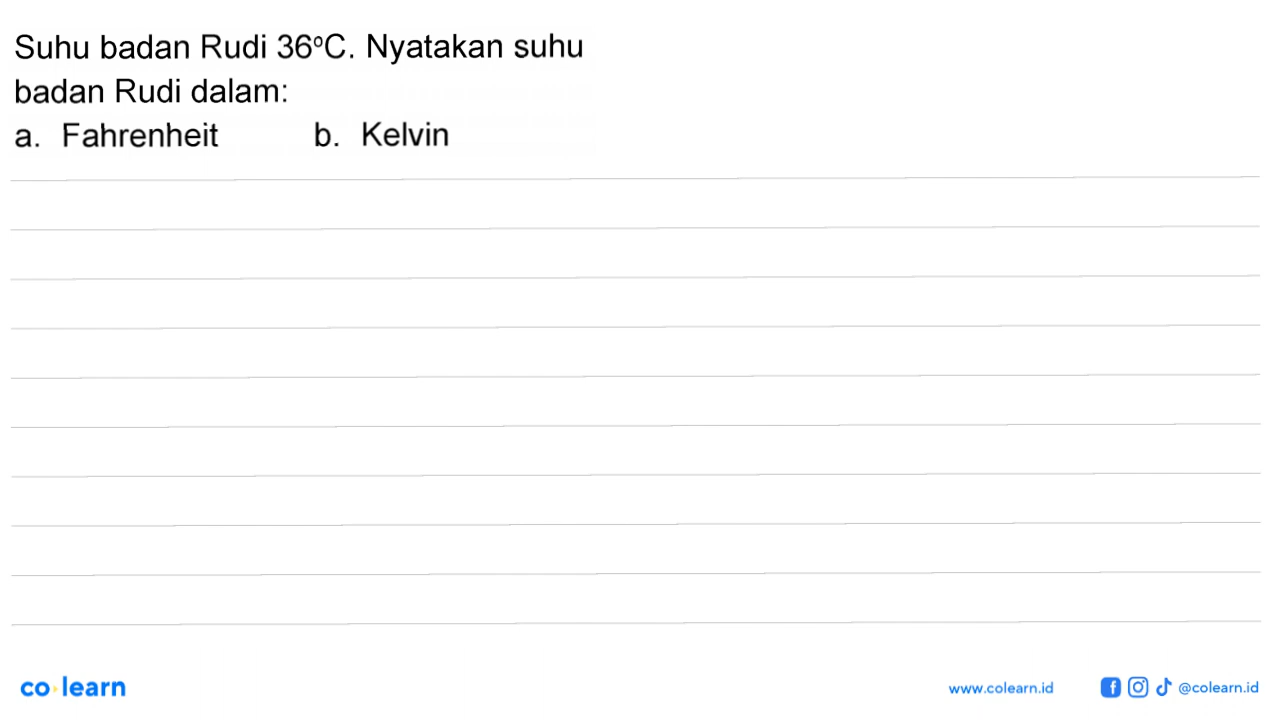 Suhu badan Rudi 36°C. Nyatakan suhu
badan Rudi dalam:
a. Fahrenheit b. Kelvin
co learn
www.colearn.id @colearn.id